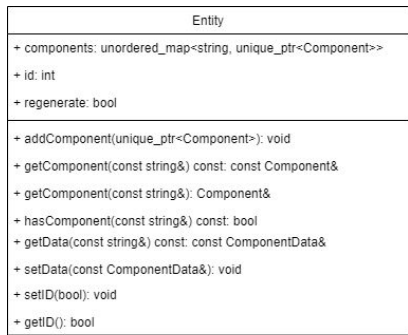 Entity
+ components: unordered_map<string, unique_ptr<Component>>
+ id: int
+ regenerate: bool
+ addComponent(unique_ptr<Component>): void
+ getComponent(const string&) const: const Component&
+ getComponent(const string&): Component&
+ hasComponent(const string&) const: bool
+ getData(const string&) const: const ComponentData&
+ setData(const ComponentData&): void
+ setID(bool): void
+ getID(): bool